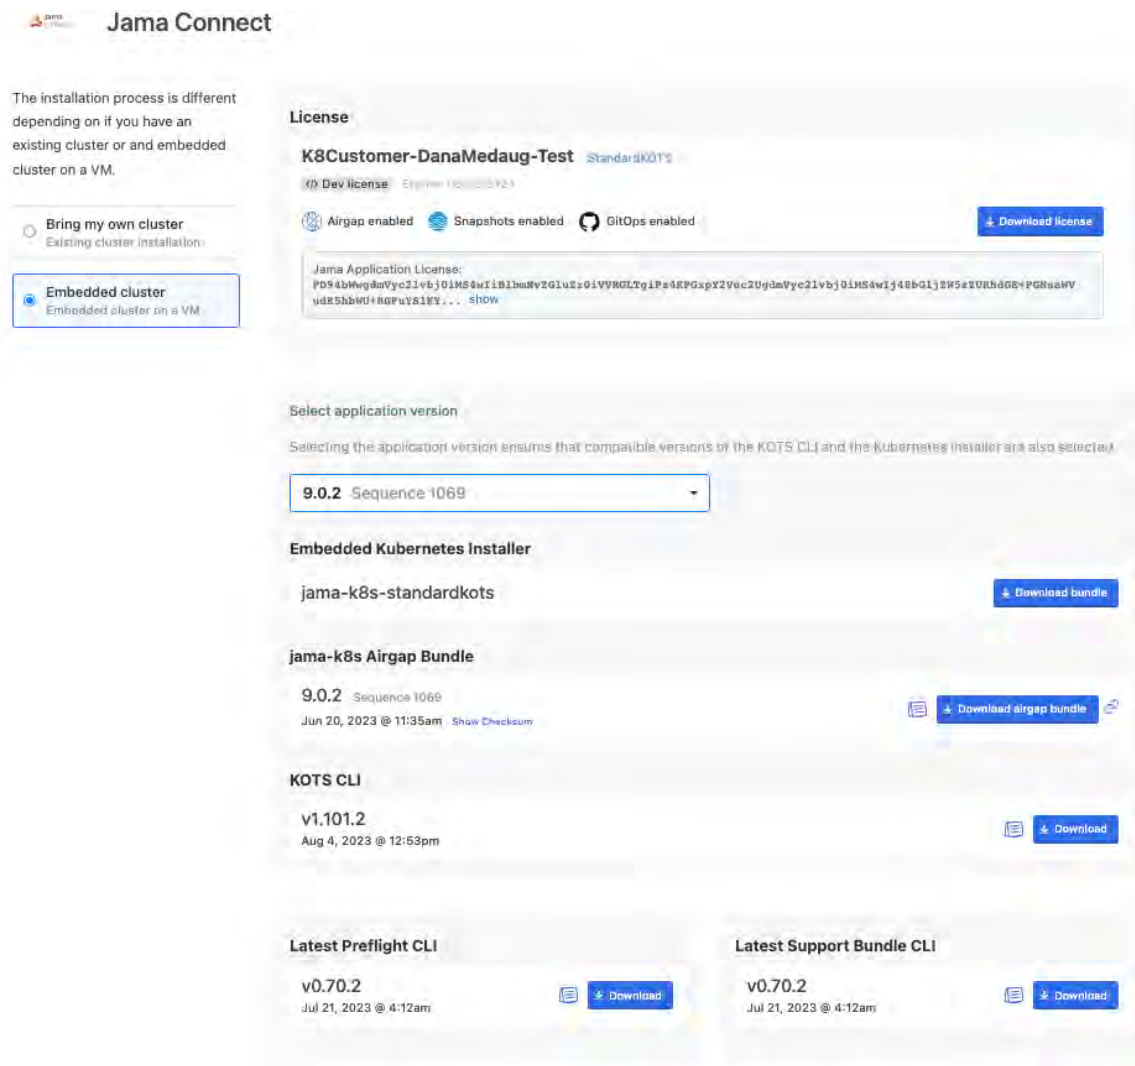 Jama Connect
The installation process is different
depending on if you have an
existing cluster or and embedded
cluster on a VM.
Bring my own cluster
Existing cluster installation
Embedded cluster
Embedded cluster on a VM
License
K8Customer-DanaMedaug-Test StandardKOTS
</> Dev license
Airgap enabled Snapshots enabled GitOps enabled
Download license
Jama Application License:
show
Select application version
Selecting the application version ensures that compatible versions of the KOTS CLI and the Kubernetes installer are also selected.
9.0.2 Sequence 1069
Embedded Kubernetes Installer
jama-k8s-standardkots
Download bundle
jama-k8s Airgap Bundle
9.0.2 Sequence 1069
Jun 20, 2023 @ 11:35am Show Checksum
Download airgap bundle
KOTS CLI
v1.101.2
Aug 4, 2023 @ 12:53pm
Download
Latest Preflight CLI
v0.70.2
Jul 21, 2023 @ 4:12am
Download
Latest Support Bundle CLI
v0.70.2
Jul 21, 2023 @ 4:12am
Download